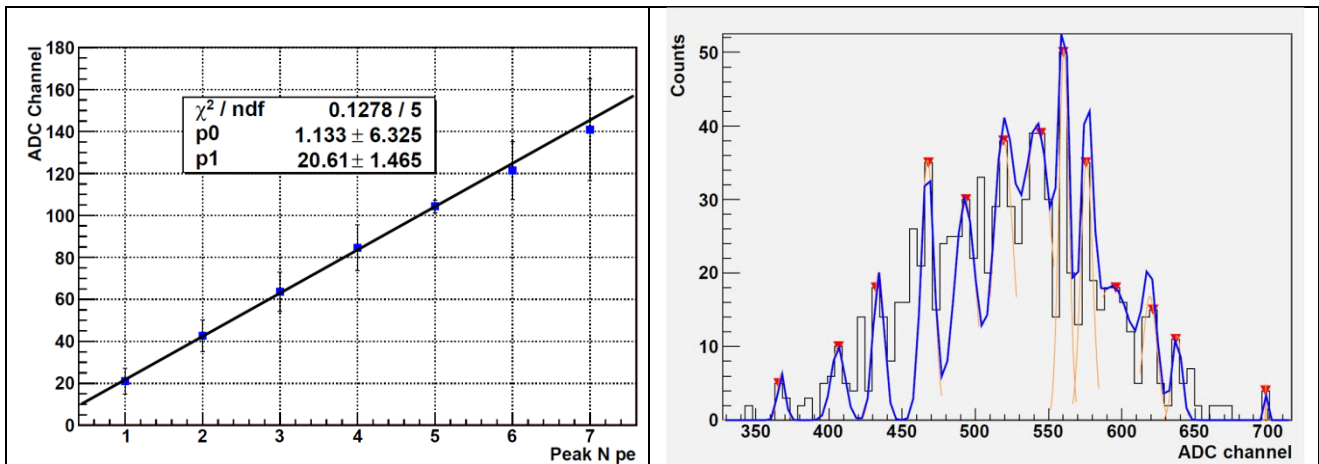 ADC Channel
180
160
140
120
100
80
60
40
20
0
χ² / ndf 0.1278 / 5
p0 1.133 ± 6.325
p1 20.61 ± 1.465
1 2 3 4 5 6 7
Peak N pe
Counts
50
40
30
20
10
0
350 400 450 500 550 600 650 700
ADC channel